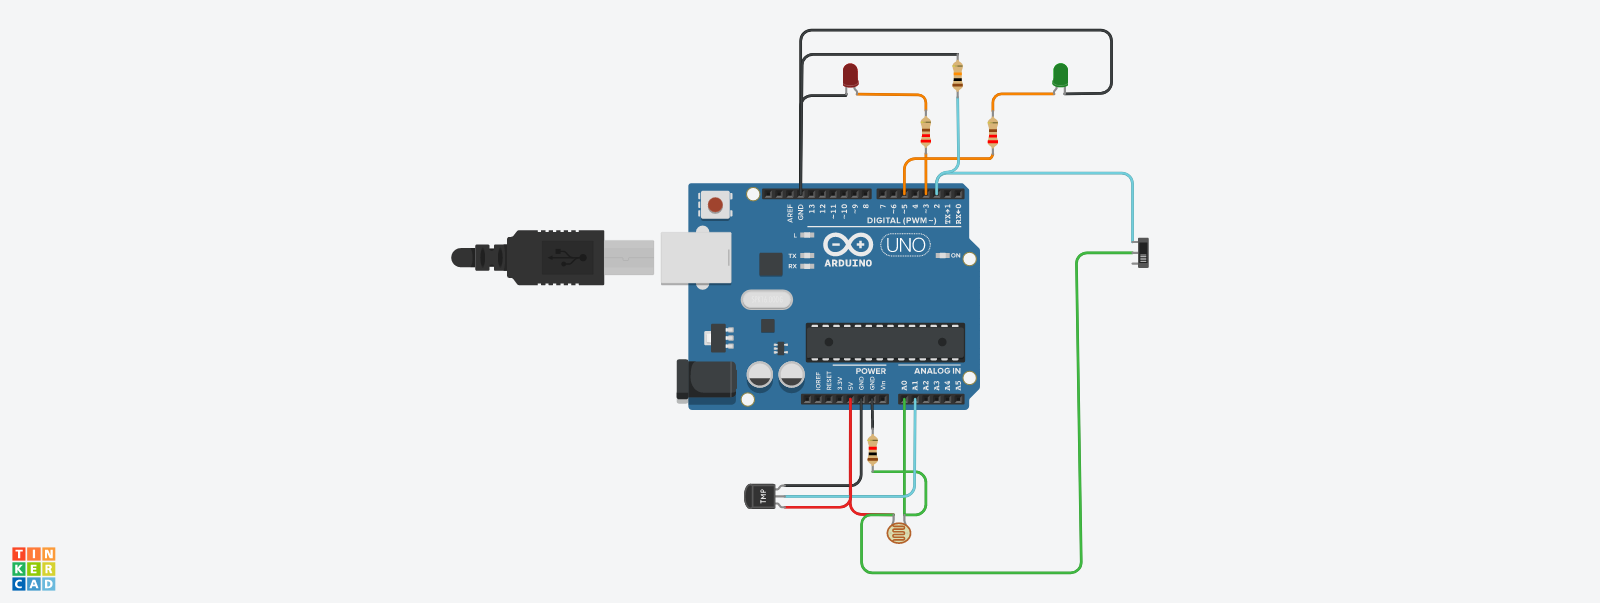 AREF
GND
13
12
~11
~10
~9
8
7
~6
~5
4
~3
2
TX→1
RX←0
DIGITAL (PWM~)
L
TX
RX
UNO
ON
ARDUINO
POWER
ANALOG IN
IOREF
RESET
3.3V
5V
GND
GND
Vin
A0
A1
A2
A3
A4
A5
TMP
TIN
KER
CAD